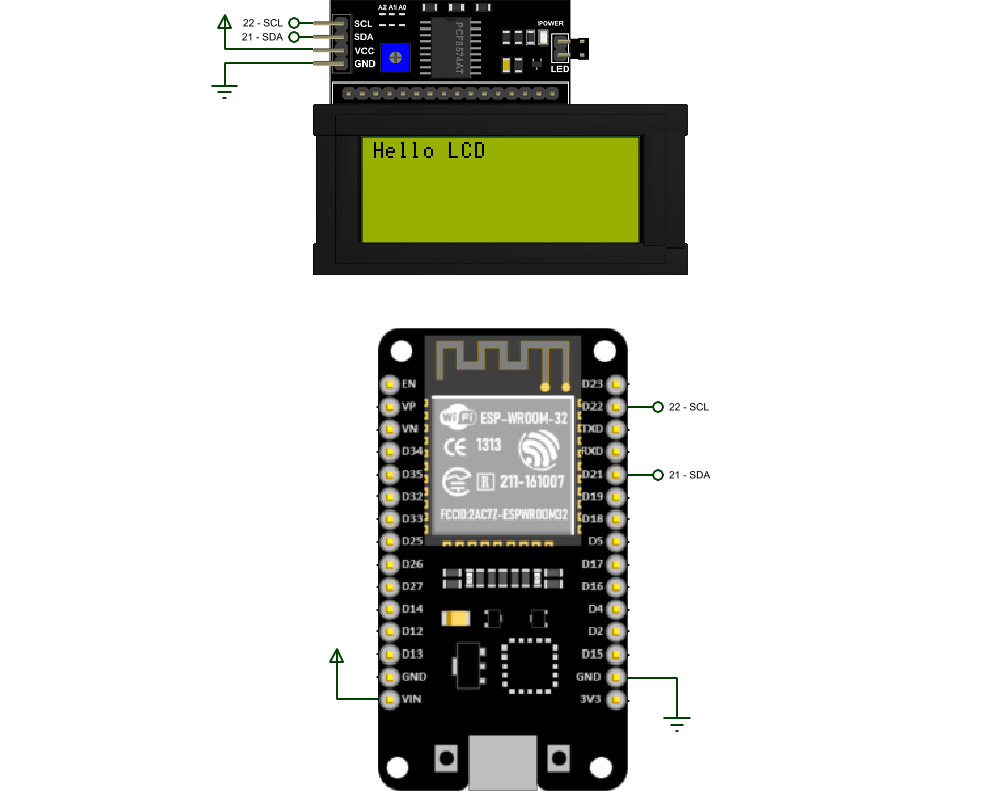 A2 A1 A0
22 - SCL
SCL
21 - SDA
SDA
VCC
GND
PCF8574AT
POWER
LED
Hello LCD
EN
D23
VP
D22
22 - SCL
VN
TXD
D34
RXD
D35
D21
21 - SDA
D32
D19
D33
D18
D25
D5
D26
D17
D27
D16
D14
D4
D12
D2
D13
D15
GND
GND
VIN
3V3
WiFi ESP-WROOM-32
CE 1313
R 211-161007
FCCID:2AC7Z-ESPWROOM32